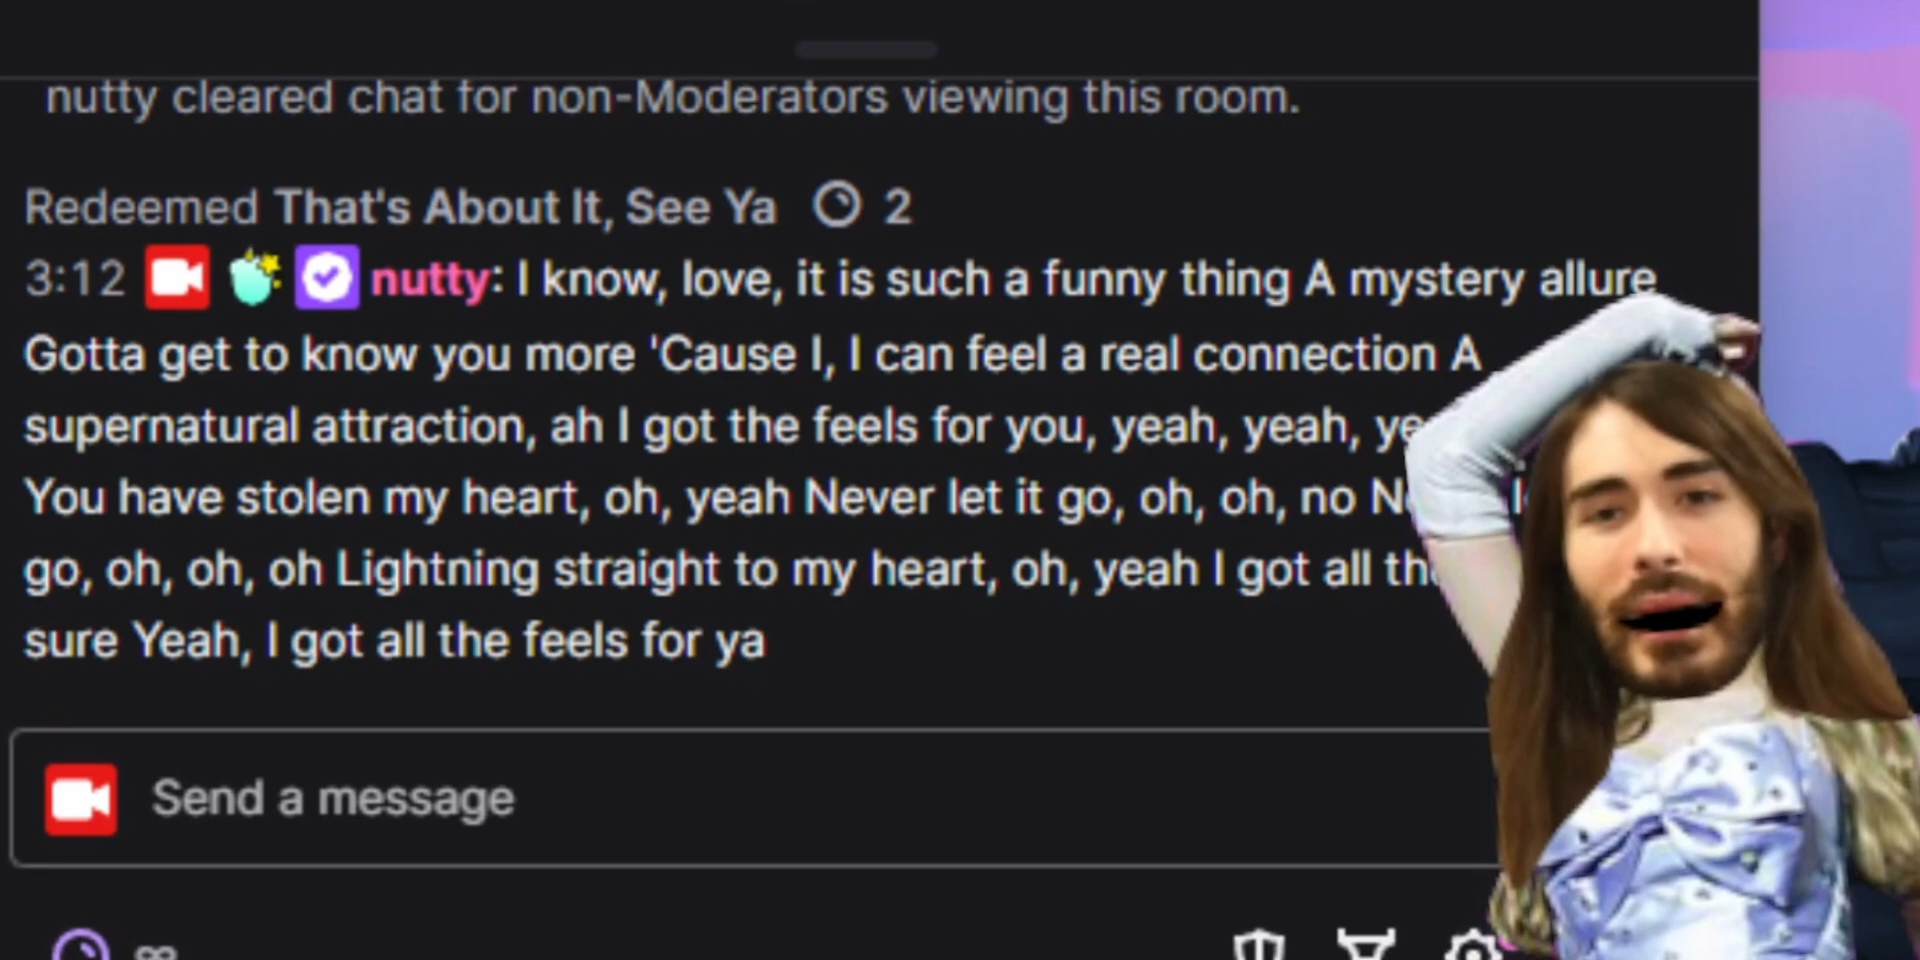 nutty cleared chat for non-Moderators viewing this room.
Redeemed That's About It, See Ya 2
3:12 nutty: I know, love, it is such a funny thing A mystery allure
Gotta get to know you more 'Cause I, I can feel a real connection A
supernatural attraction, ah I got the feels for you, yeah, yeah,
You have stolen my heart, oh, yeah Never let it go, oh, oh, no
go, oh, oh, oh Lightning straight to my heart, oh, yeah I got all
sure Yeah, I got all the feels for ya
Send a message